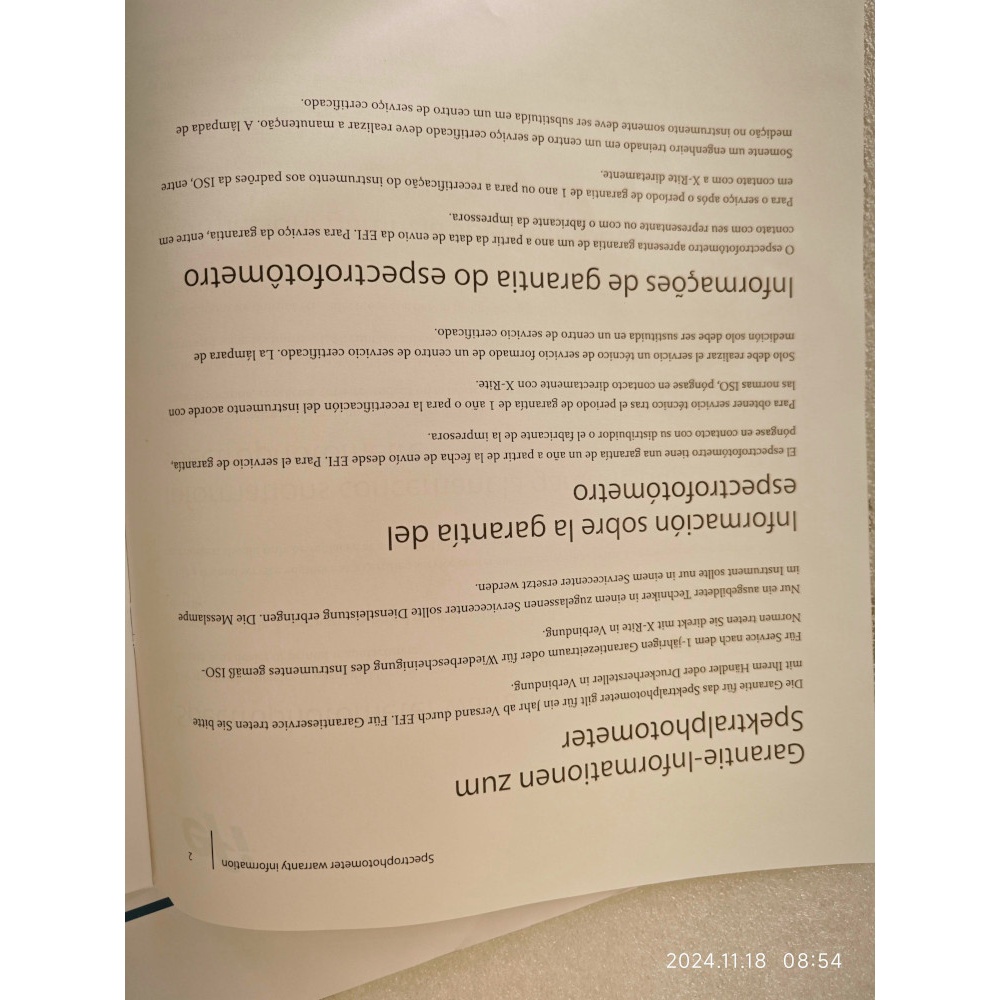 Spectrophotometer warranty information
2
Garantie-Informationen zum
Spektralphotometer
Die Garantie für das Spektralphotometer gilt für ein Jahr ab Versand durch EFI. Für Garantieservice treten Sie bitte
mit Ihrem Händler oder Druckerhersteller in Verbindung.
Für Service nach dem 1-jährigen Garantiezeitraum oder für Wiederbescheinigung des Instrumentes gemäß ISO-
Normen treten Sie direkt mit X-Rite in Verbindung.
Nur ein ausgebildeter Techniker in einem zugelassenen Servicecenter sollte Dienstleistung erbringen. Die Messlampe
im Instrument sollte nur in einem Servicecenter ersetzt werden.
Información sobre la garantía del
espectrofotómetro
El espectrofotómetro tiene una garantía de un año a partir de la fecha de envío desde EFI. Para el servicio de garantía,
póngase en contacto con su distribuidor o el fabricante de la impresora.
Para obtener servicio técnico tras el periodo de garantía de 1 año o para la recertificación del instrumento acorde con
las normas ISO, póngase en contacto directamente con X-Rite.
Solo debe realizar el servicio un técnico de servicio formado de un centro de servicio certificado. La lámpara de
medición solo debe ser sustituida en un centro de servicio certificado.
Informações de garantia do espectrofotômetro
O espectrofotômetro apresenta garantia de um ano a partir da data de envio da EFI. Para serviço da garantia, entre em
contato com seu representante ou com o fabricante da impressora.
Para o serviço após o período de garantia de 1 ano ou para a recertificação do instrumento aos padrões da ISO, entre
em contato com a X-Rite diretamente.
Somente um engenheiro treinado em um centro de serviço certificado deve realizar a manutenção. A lâmpada de
medição no instrumento somente deve ser substituída em um centro de serviço certificado.
2024.11.18 08:54